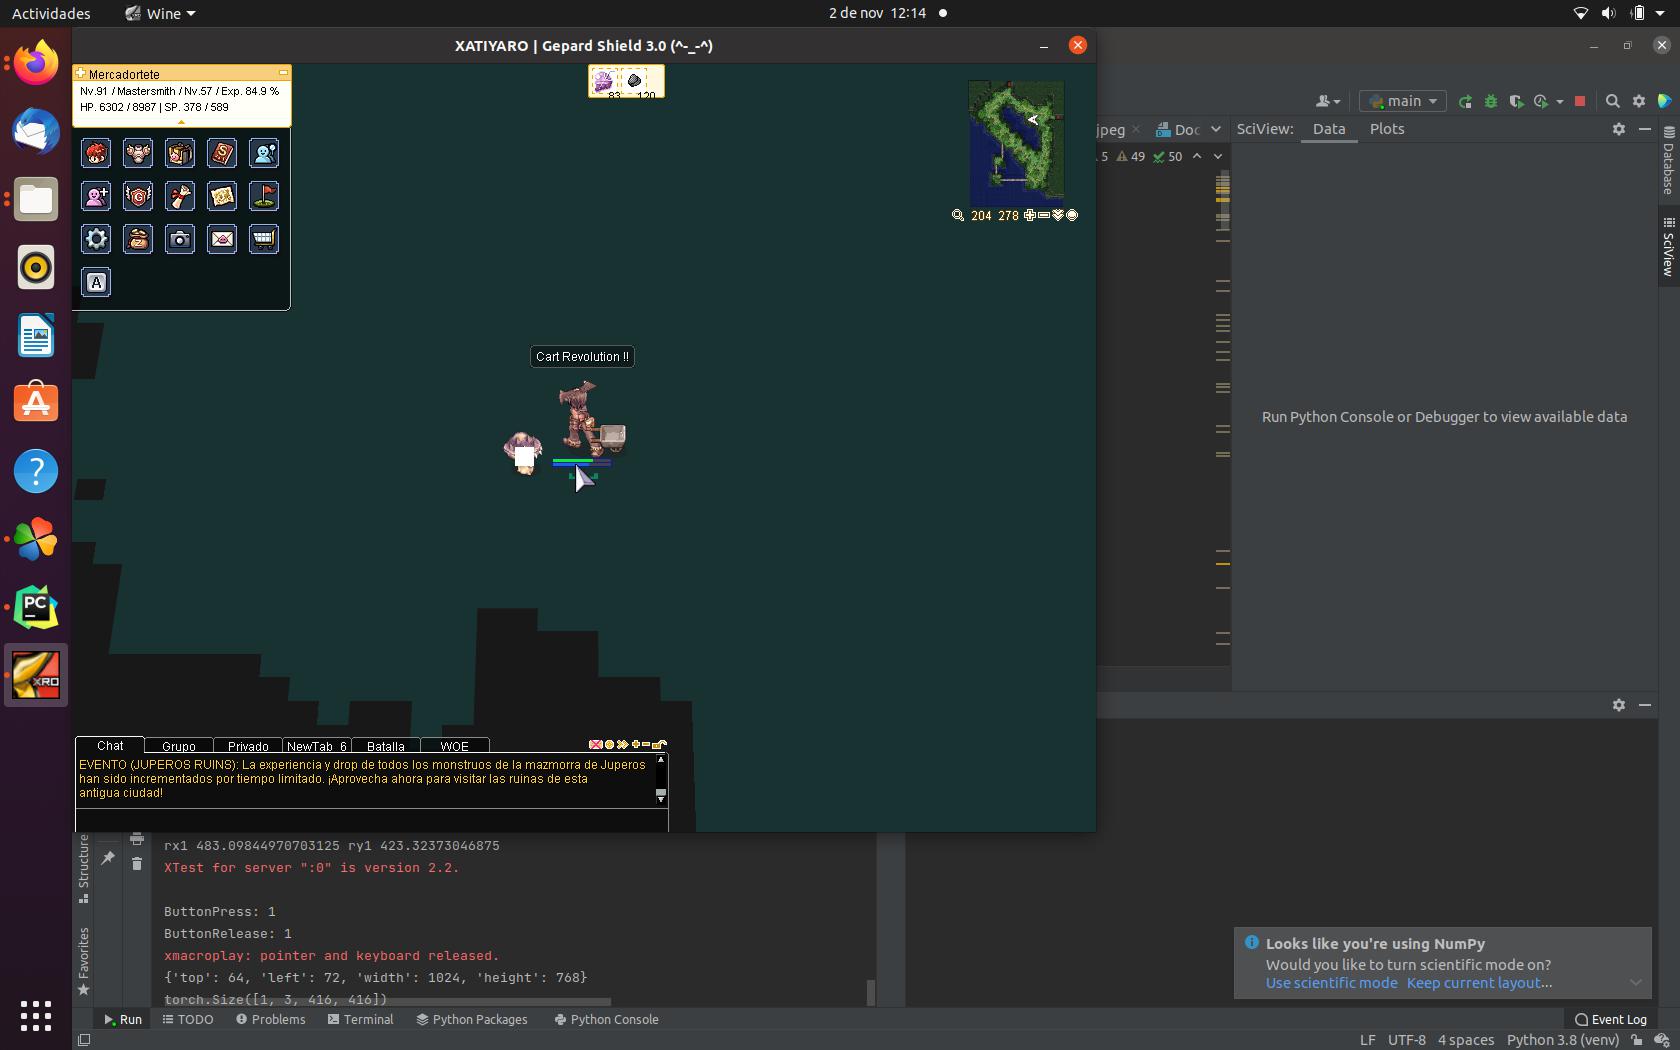 Actividades
Wine
2 de nov 12:14
XATIYARO | Gepard Shield 3.0 (^-_-^)
Mercadortete
Nv.91 / Mastersmith / Nv.57 / Exp. 84.9 %
HP. 6302 / 8987 | SP. 378 / 589
83
120
A
204 278
Cart Revolution !!
main
jpeg
Doc
SciView:
Data
Plots
5
49
50
Database
SciView
Run Python Console or Debugger to view available data
PC
XRO
Chat
Grupo
Privado
NewTab_6
Batalla
WOE
EVENTO (JUPEROS RUINS): La experiencia y drop de todos los monstruos de la mazmorra de Juperos
han sido incrementados por tiempo limitado. ¡Aprovecha ahora para visitar las ruinas de esta
antigua ciudad!
Structure
Favorites
rx1 483.09844970703125 ry1 423.32373046875
XTest for server ":0" is version 2.2.
ButtonPress: 1
ButtonRelease: 1
xmacroplay: pointer and keyboard released.
{'top': 64, 'left': 72, 'width': 1024, 'height': 768}
torch.Size([1, 3, 416, 416])
Looks like you're using NumPy
Would you like to turn scientific mode on?
Use scientific mode Keep current layout...
Run
TODO
Problems
Terminal
Python Packages
Python Console
Event Log
LF UTF-8 4 spaces Python 3.8 (venv)